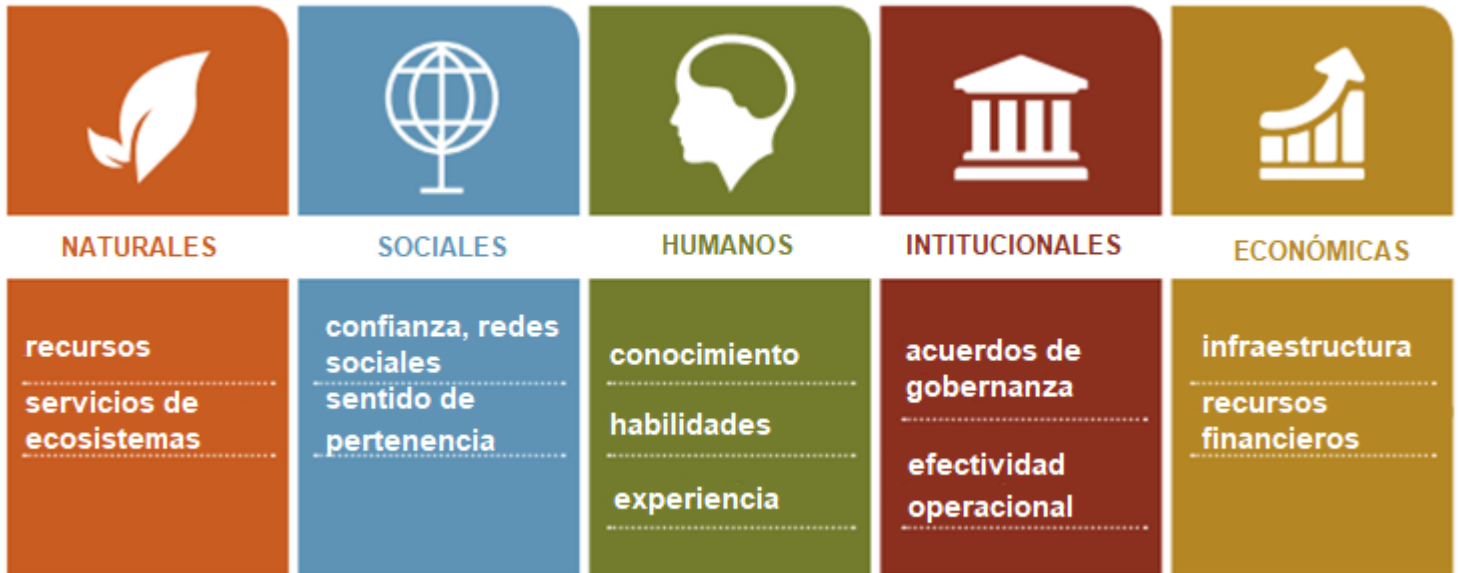 NATURALES
SOCIALES
HUMANOS
INTITUCIONALES
ECONÓMICAS
recursos
servicios de
ecosistemas
confianza, redes
sociales
sentido de
pertenencia
conocimiento
habilidades
experiencia
acuerdos de
gobernanza
efectividad
operacional
infraestructura
recursos
financieros